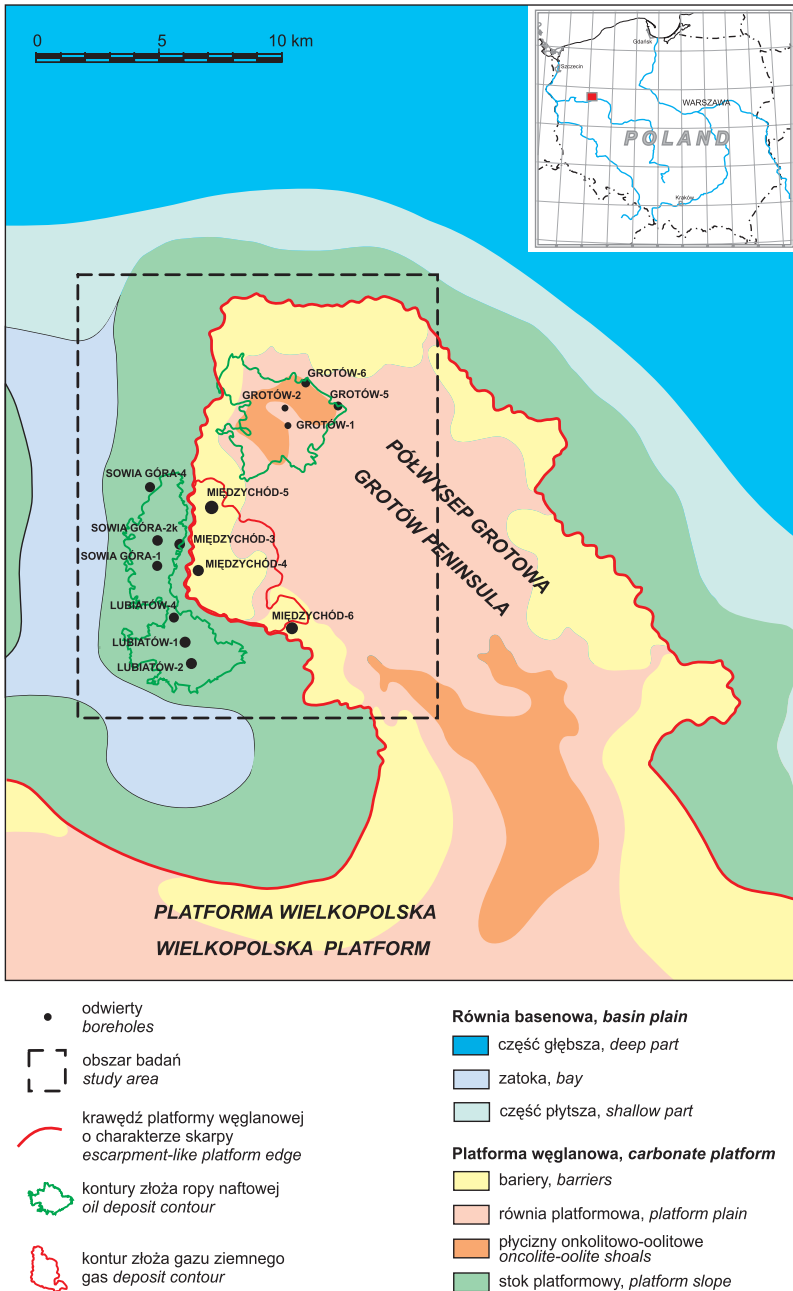 0 5 10 km
Gdańsk
Szczecin
WARSZAWA
POLAND
Kraków
GROTÓW-6
GROTÓW-2
GROTÓW-5
GROTÓW-1
PÓŁWYSEP GROTOWA
GROTÓW PENINSULA
SOWIA GÓRA-4
MIĘDZYCHÓD-5
SOWIA GÓRA-2k
MIĘDZYCHÓD-3
SOWIA GÓRA-1
MIĘDZYCHÓD-4
LUBIATÓW-4
MIĘDZYCHÓD-6
LUBIATÓW-1
LUBIATÓW-2
PLATFORMA WIELKOPOLSKA
WIELKOPOLSKA PLATFORM
odwierty
boreholes
obszar badań
study area
krawędź platformy węglanowej
o charakterze skarpy
escarpment-like platform edge
kontury złoża ropy naftowej
oil deposit contour
kontur złoża gazu ziemnego
gas deposit contour
Równia basenowa, basin plain
część głębsza, deep part
zatoka, bay
część płytsza, shallow part
Platforma węglanowa, carbonate platform
bariery, barriers
równia platformowa, platform plain
płycizny onkolitowo-oolitowe
oncolite-oolite shoals
stok platformowy, platform slope